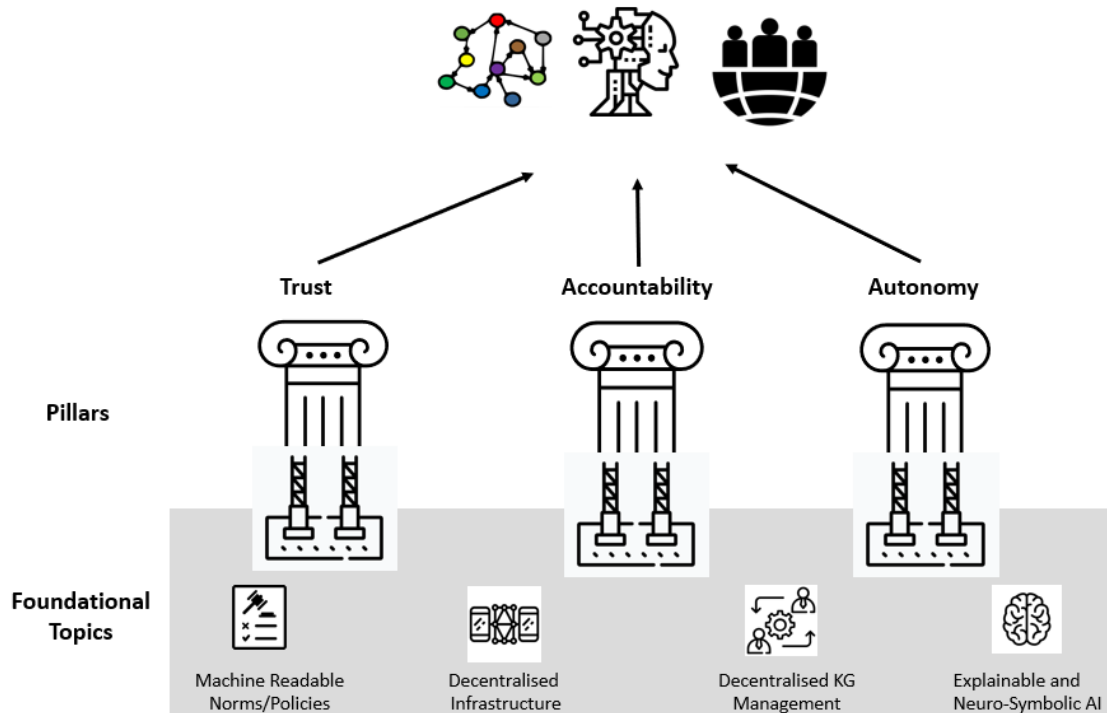 Trust
Accountability
Autonomy
Pillars
Foundational
Topics
Machine Readable
Norms/Policies
Decentralised
Infrastructure
Decentralised KG
Management
Explainable and
Neuro-Symbolic AI